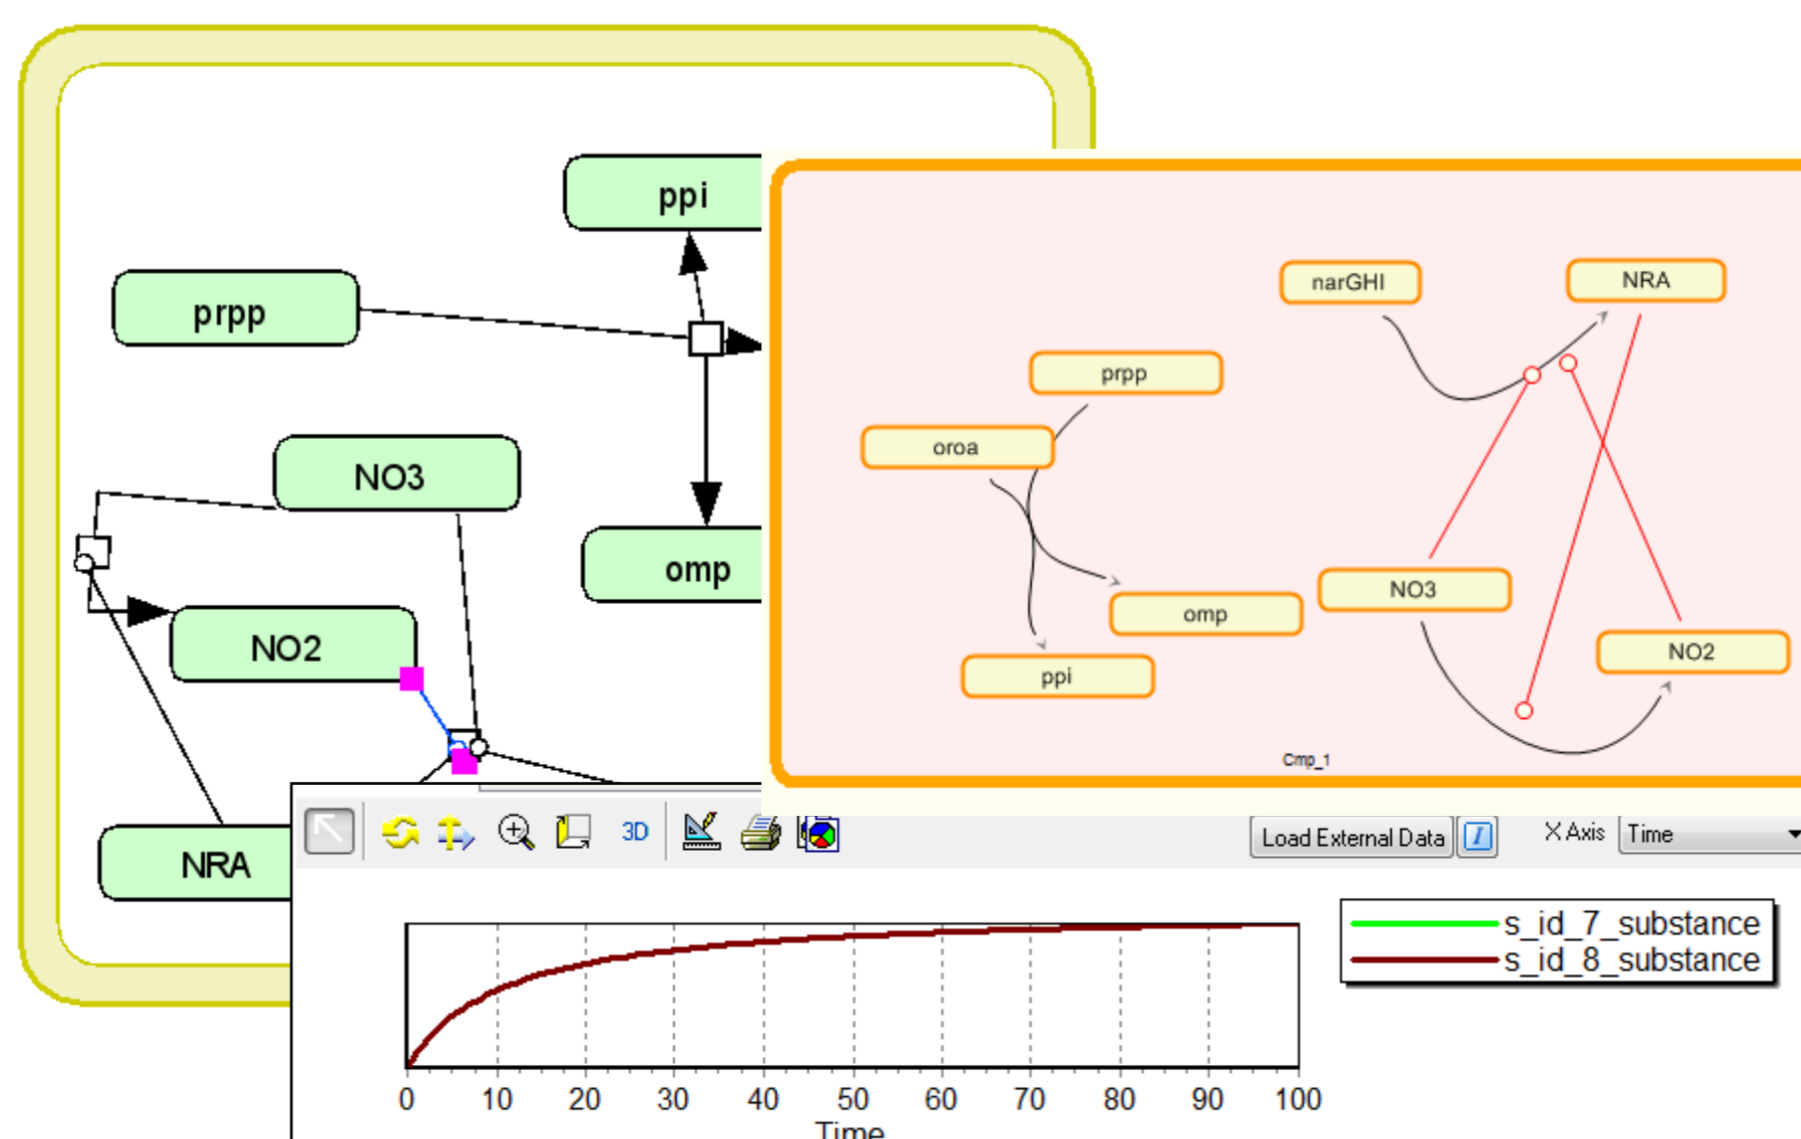 ppi
prpp
NO3
omp
NO2
NRA
narGHI
NRA
prpp
oroa
NO3
omp
NO2
ppi
Cmp_1
3D
Load External Data
I
X Axis
Time
s_id_7_substance
s_id_8_substance
0 10 20 30 40 50 60 70 80 90 100
Time